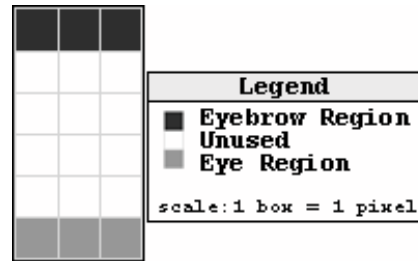 Legend
Eyebrow Region
Unused
Eye Region
scale:1 box = 1 pixel